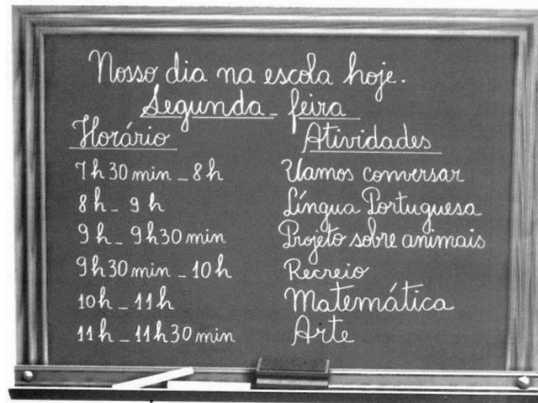 Nosso dia na escola hoje.
Segunda-feira
Horário Atividades
7h30min-8h Vamos conversar
8h-9h Língua Portuguesa
9h-9h30min Projeto sobre animais
9h30min-10h Recreio
10h-11h Matemática
11h-11h30min Arte